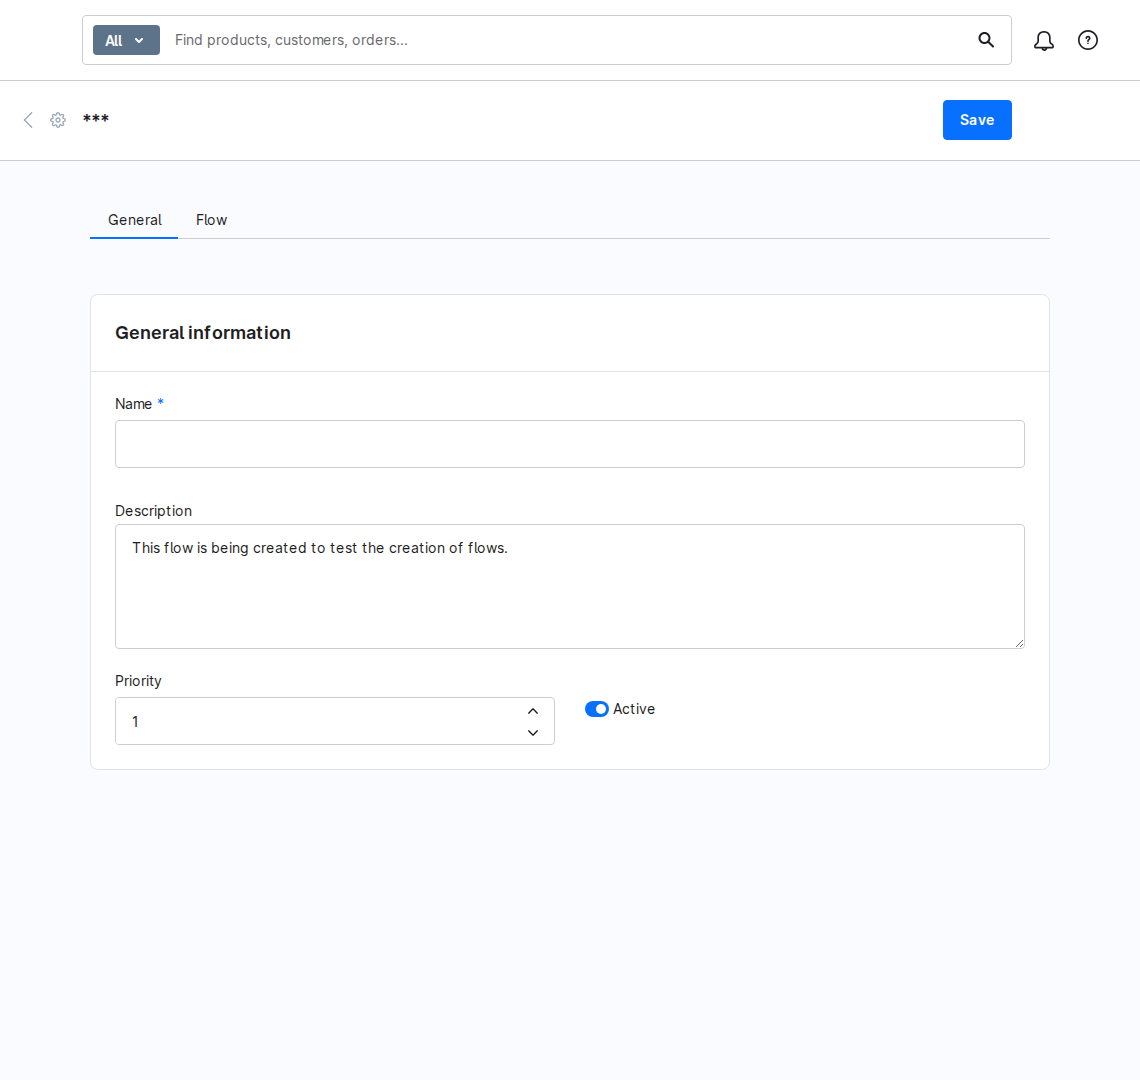 All
Find products, customers, orders...
***
Save
General
Flow
General information
Name *
Description
This flow is being created to test the creation of flows.
Priority
1
Active